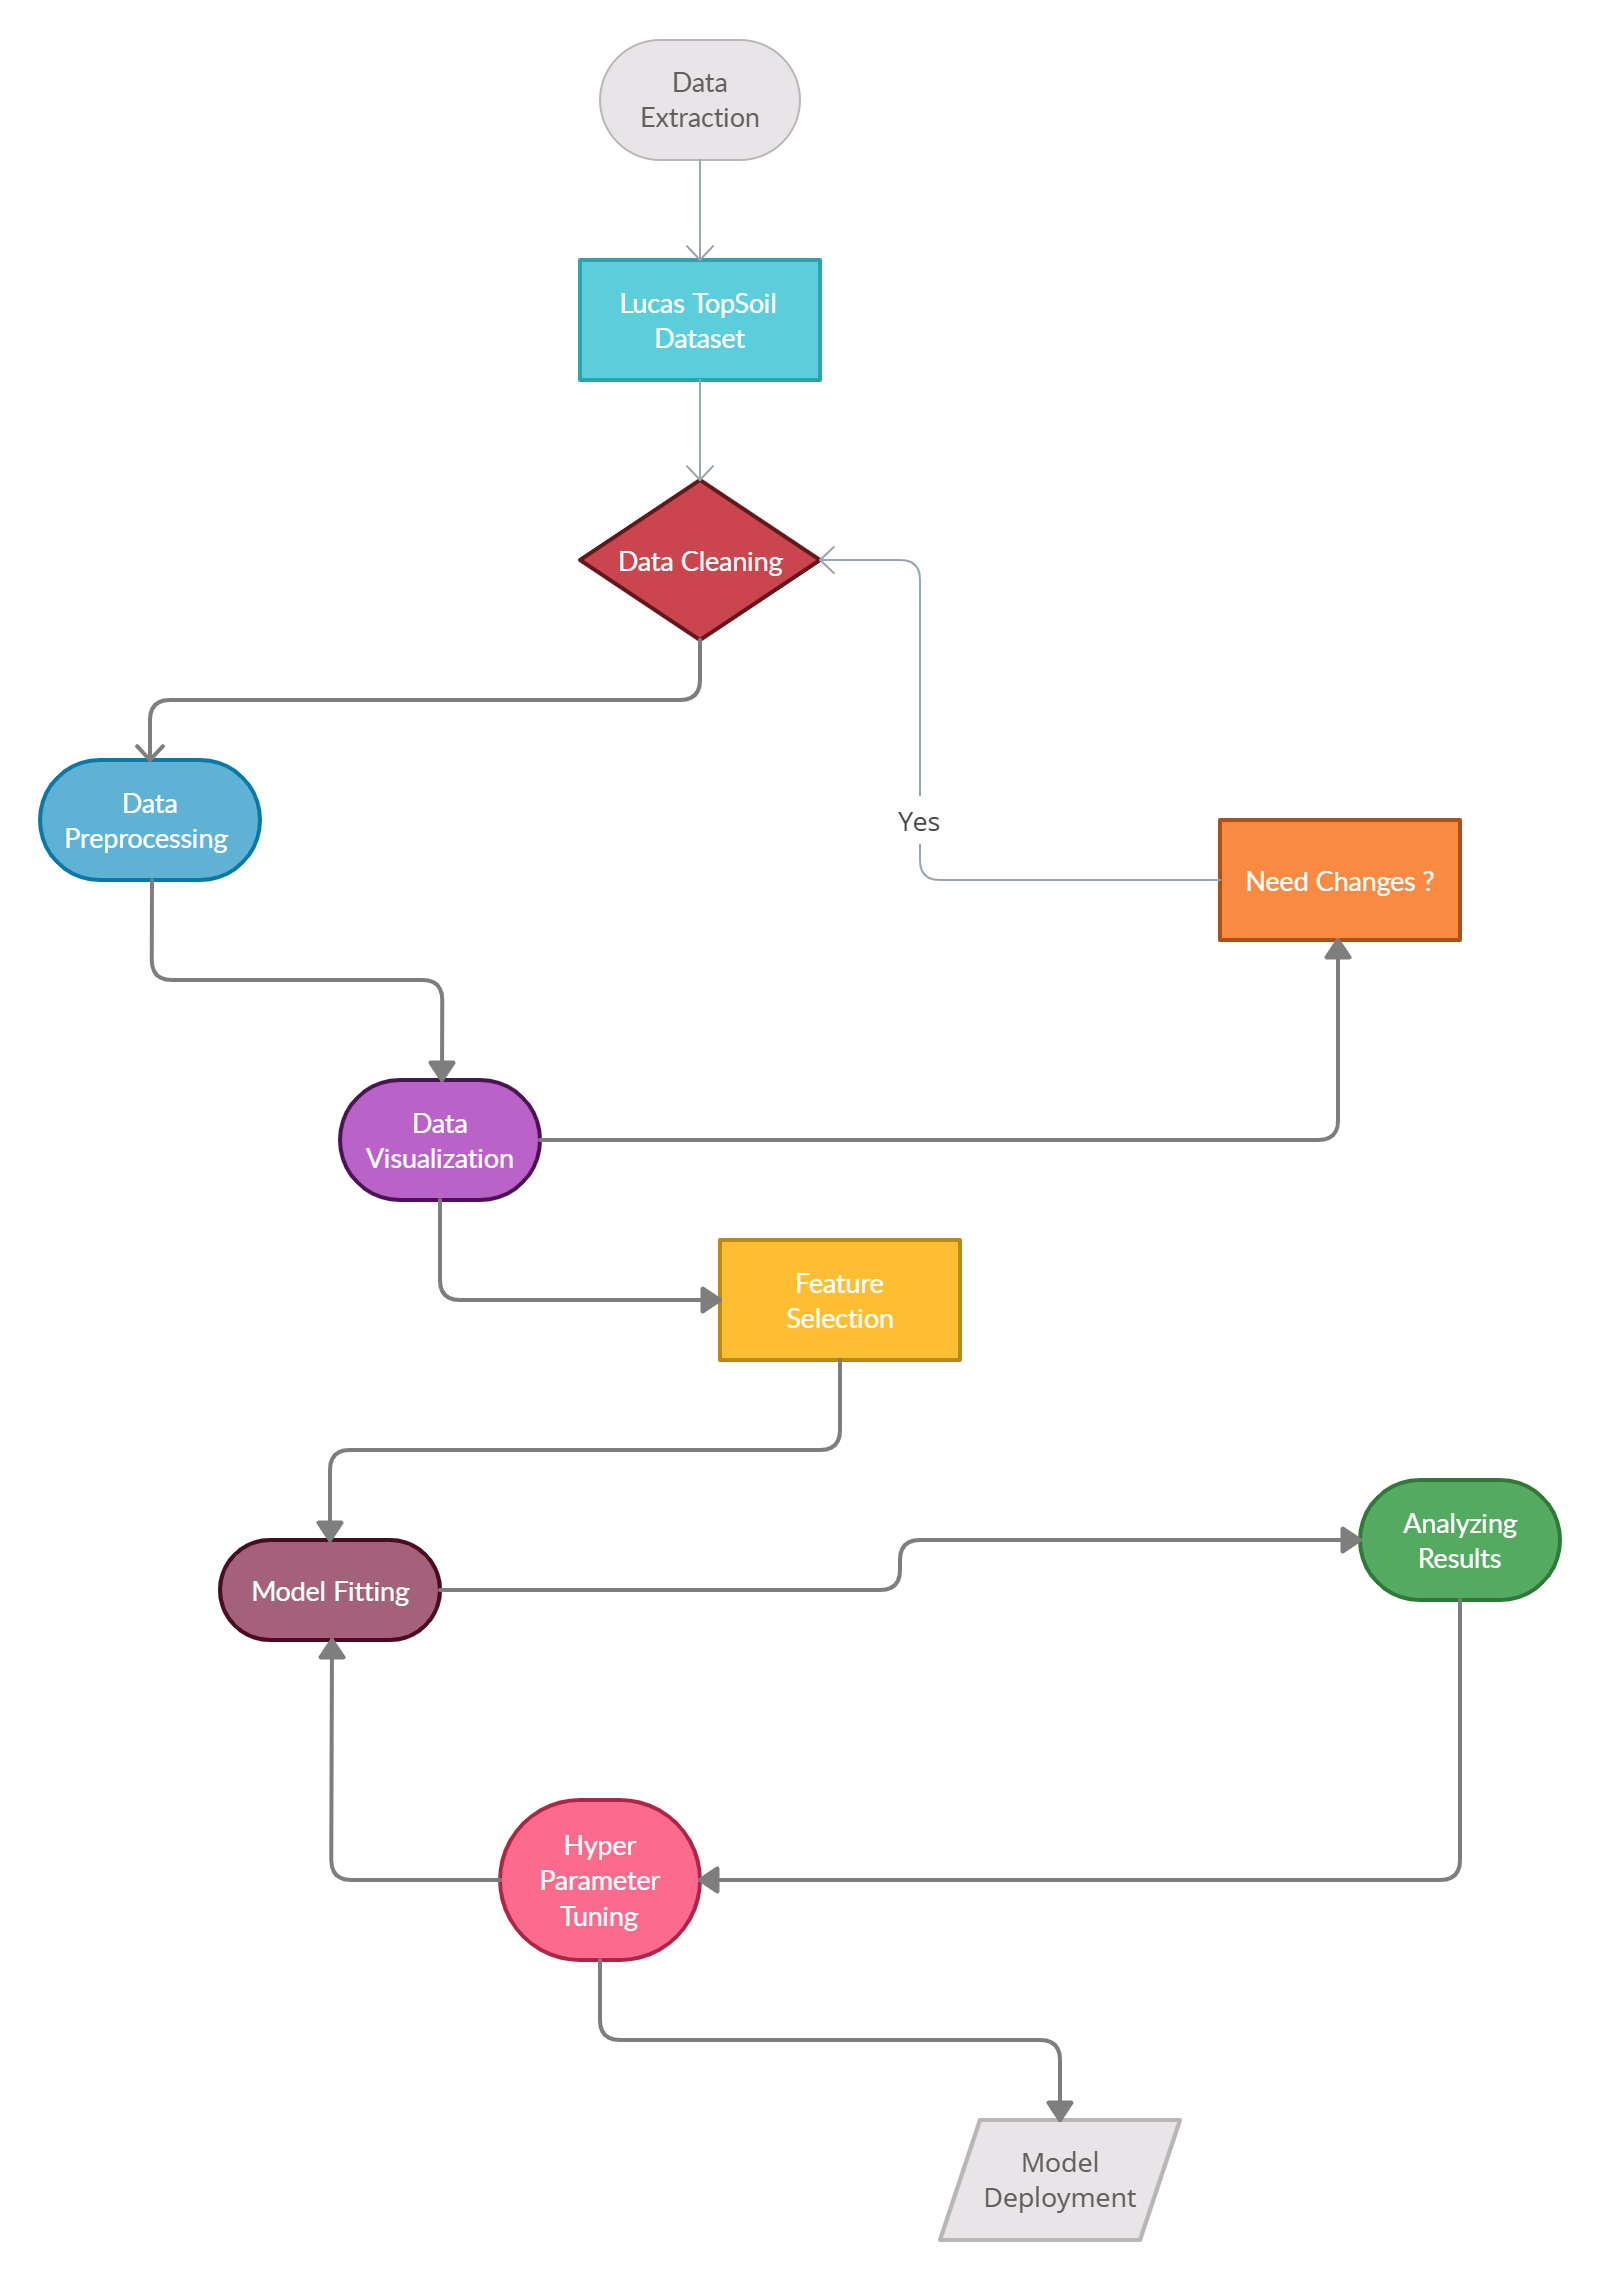 Data
Extraction
Lucas TopSoil
Dataset
Data Cleaning
Data
Preprocessing
Yes
Need Changes ?
Data
Visualization
Feature
Selection
Analyzing
Results
Model Fitting
Hyper
Parameter
Tuning
Model
Deployment